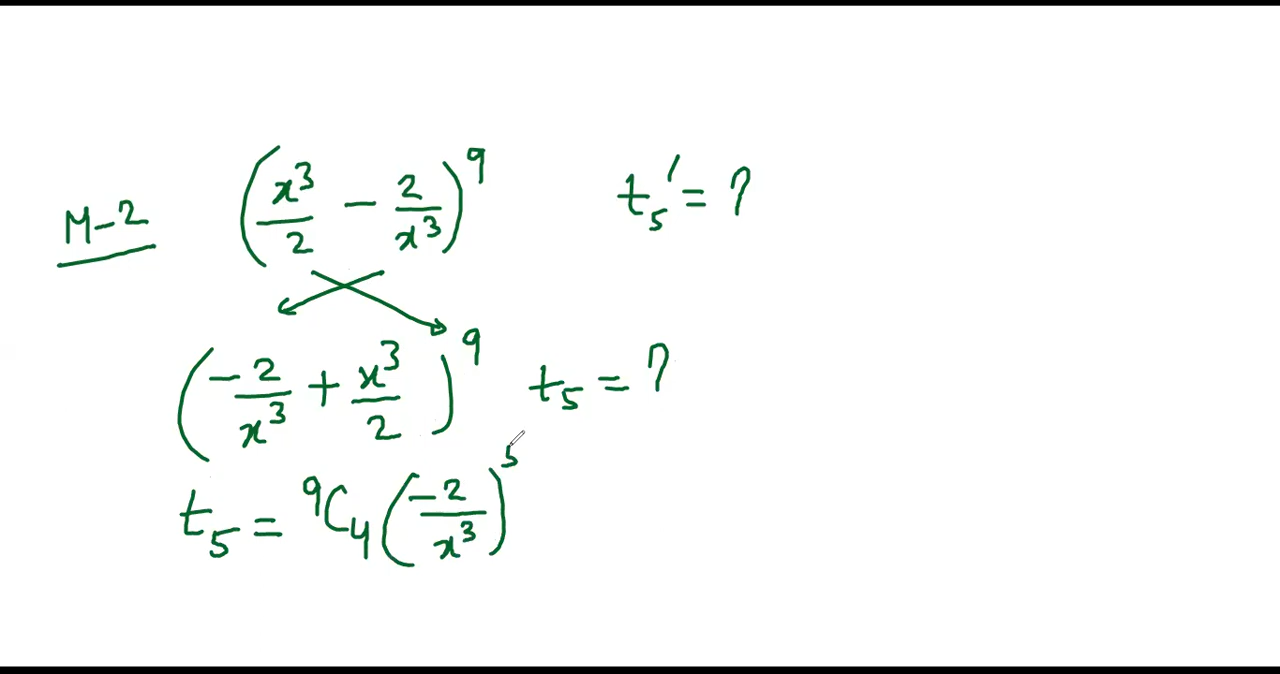 M-2 (x³/2 - 2/x³)⁹ t₅′ = ?
(-2/x³ + x³/2)⁹ t₅ = ?
t₅ = ⁹C₄ (-2/x³)⁵